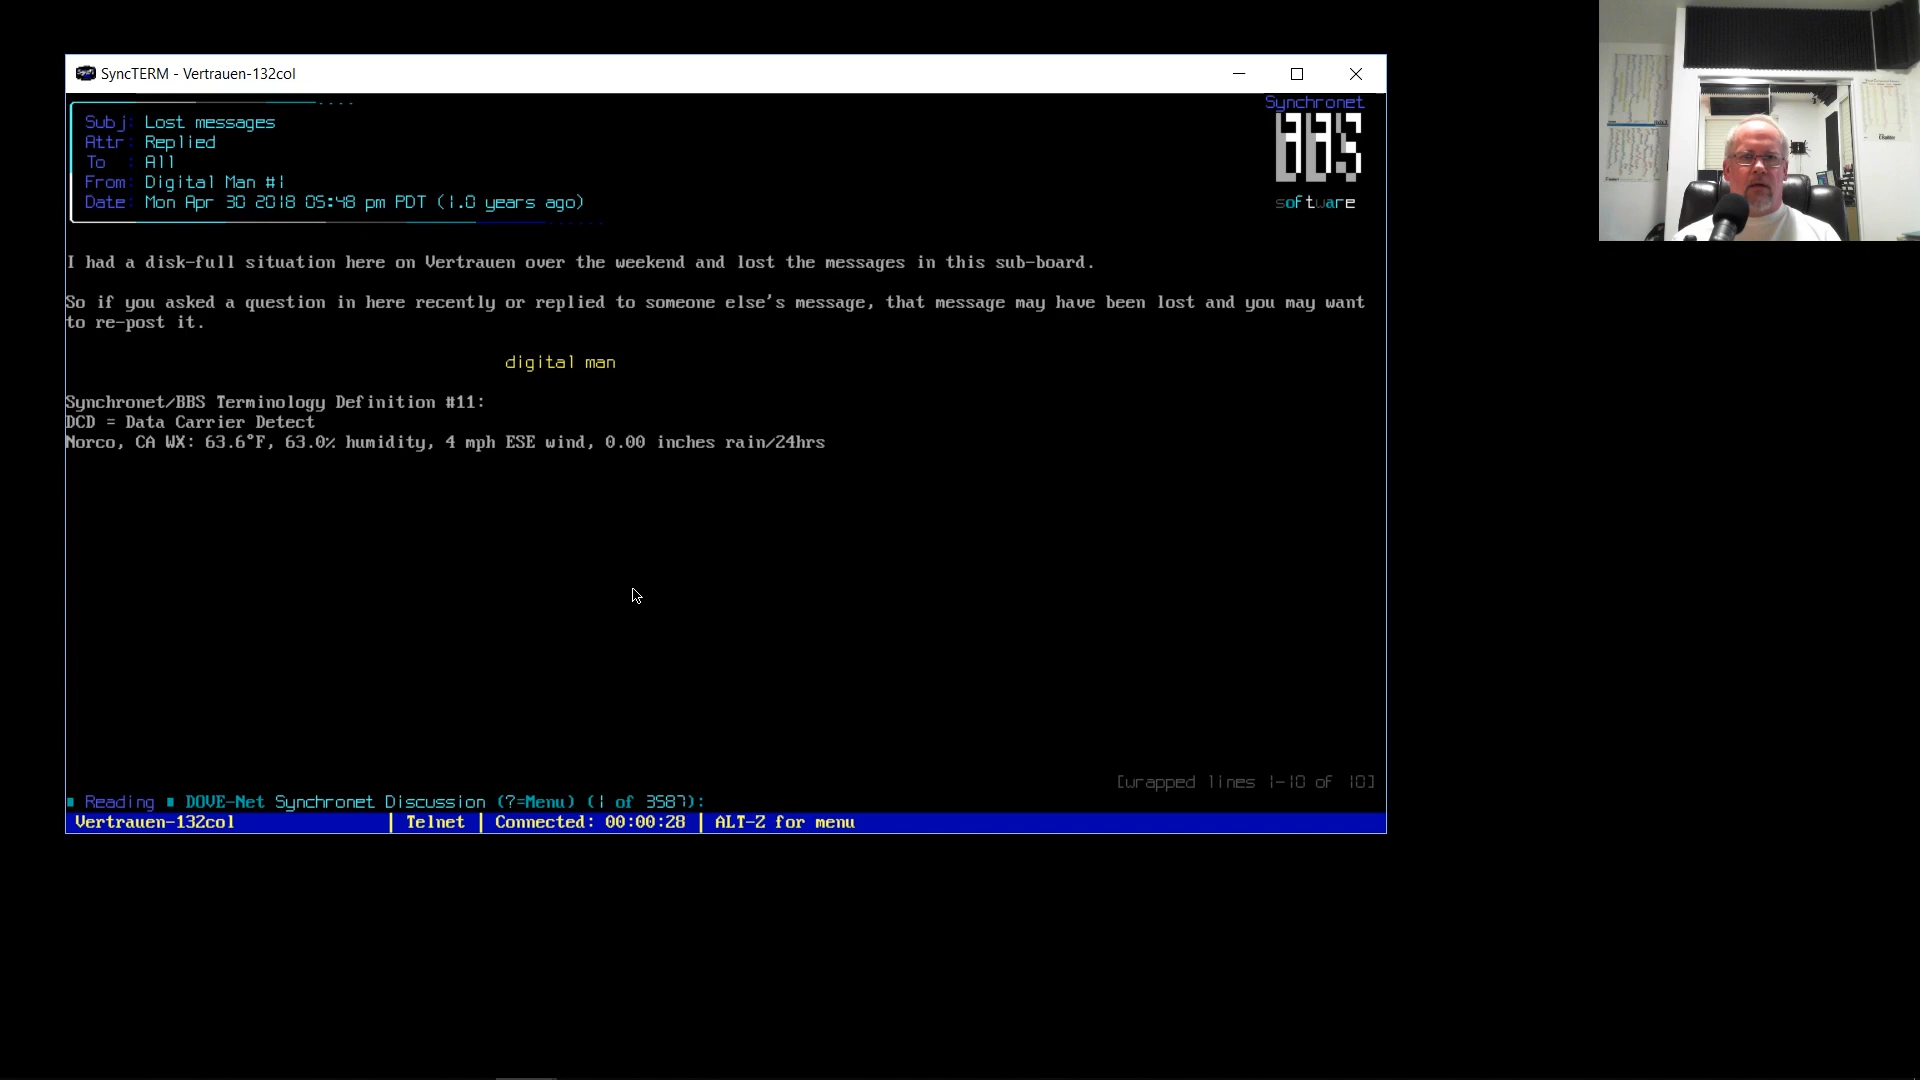 SyncTERM - Vertrauen-132col
Synchronet
BBS
software
Subj: Lost messages
Attr: Replied
To  : All
From: Digital Man #1
Date: Mon Apr 30 2018 05:48 pm PDT (1.0 years ago)
I had a disk-full situation here on Vertrauen over the weekend and lost the messages in this sub-board.
So if you asked a question in here recently or replied to someone else's message, that message may have been lost and you may want
to re-post it.
digital man
Synchronet/BBS Terminology Definition #11:
DCD = Data Carrier Detect
Norco, CA WX: 63.6°F, 63.0% humidity, 4 mph ESE wind, 0.00 inches rain/24hrs
[wrapped lines 1-10 of 10]
Reading DOVE-Net Synchronet Discussion (?=Menu) (1 of 3587):
Vertrauen-132col | Telnet | Connected: 00:00:28 | ALT-Z for menu